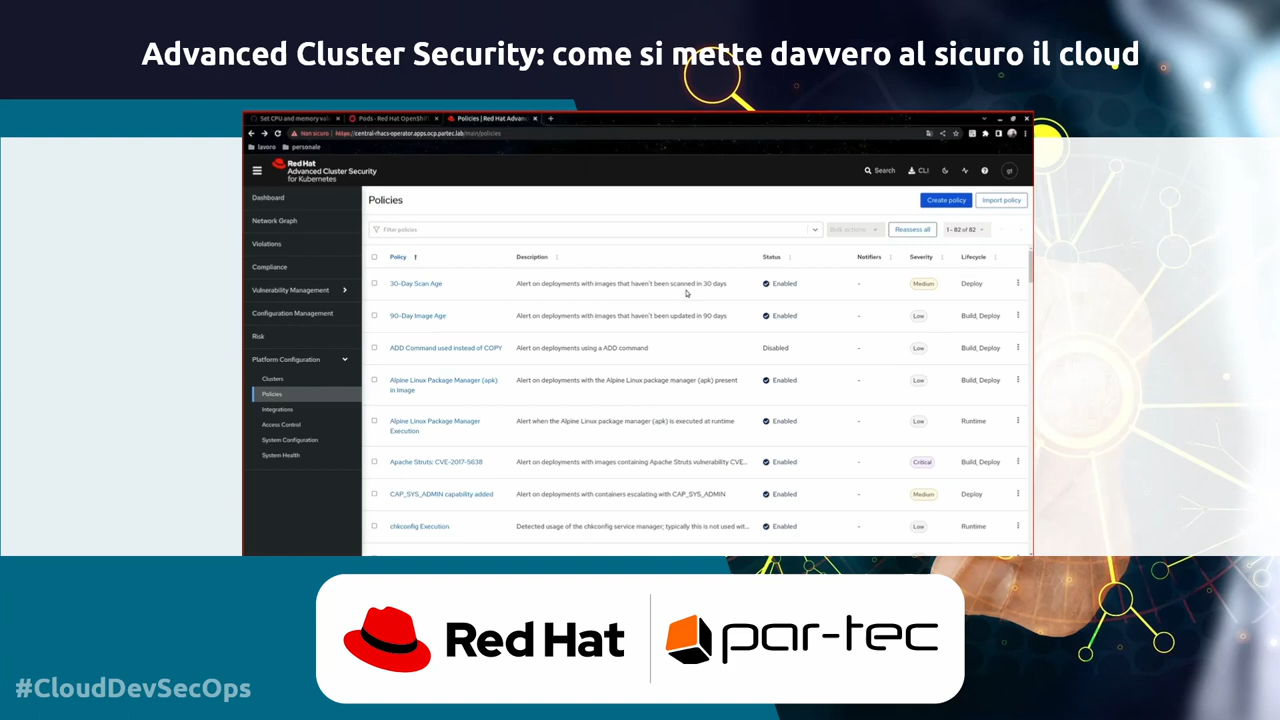 Advanced Cluster Security: come si mette davvero al sicuro il cloud
Set CPU and memory val
Pods - Red Hat OpenShift
Policies | Red Hat Advanc
Non sicuro https://central-rhacs-operator.apps.ocp.partec.lab/main/policies
lavoro personale
Red Hat
Advanced Cluster Security
for Kubernetes
Search CLI
Dashboard
Network Graph
Violations
Compliance
Vulnerability Management
Configuration Management
Risk
Platform Configuration
Clusters
Policies
Integrations
Access Control
System Configuration
System Health
Policies
Create policy Import policy
Filter policies Bulk actions Reassess all 1 - 82 of 82
Policy Description Status Notifiers Severity Lifecycle
30-Day Scan Age Alert on deployments with images that haven't been scanned in 30 days Enabled - Medium Deploy
90-Day Image Age Alert on deployments with images that haven't been updated in 90 days Enabled - Low Build, Deploy
ADD Command used instead of COPY Alert on deployments using a ADD command Disabled - Low Build, Deploy
Alpine Linux Package Manager (apk) Alert on deployments with the Alpine Linux package manager (apk) present Enabled - Low Build, Deploy
in Image
Alpine Linux Package Manager Alert when the Alpine Linux package manager (apk) is executed at runtime Enabled - Low Runtime
Execution
Apache Struts: CVE-2017-5638 Alert on deployments with images containing Apache Struts vulnerability CVE... Enabled - Critical Build, Deploy
CAP_SYS_ADMIN capability added Alert on deployments with containers escalating with CAP_SYS_ADMIN Enabled - Medium Deploy
chkconfig Execution Detected usage of the chkconfig service manager; typically this is not used wit... Enabled - Low Runtime
Red Hat
par-tec
#CloudDevSecOps